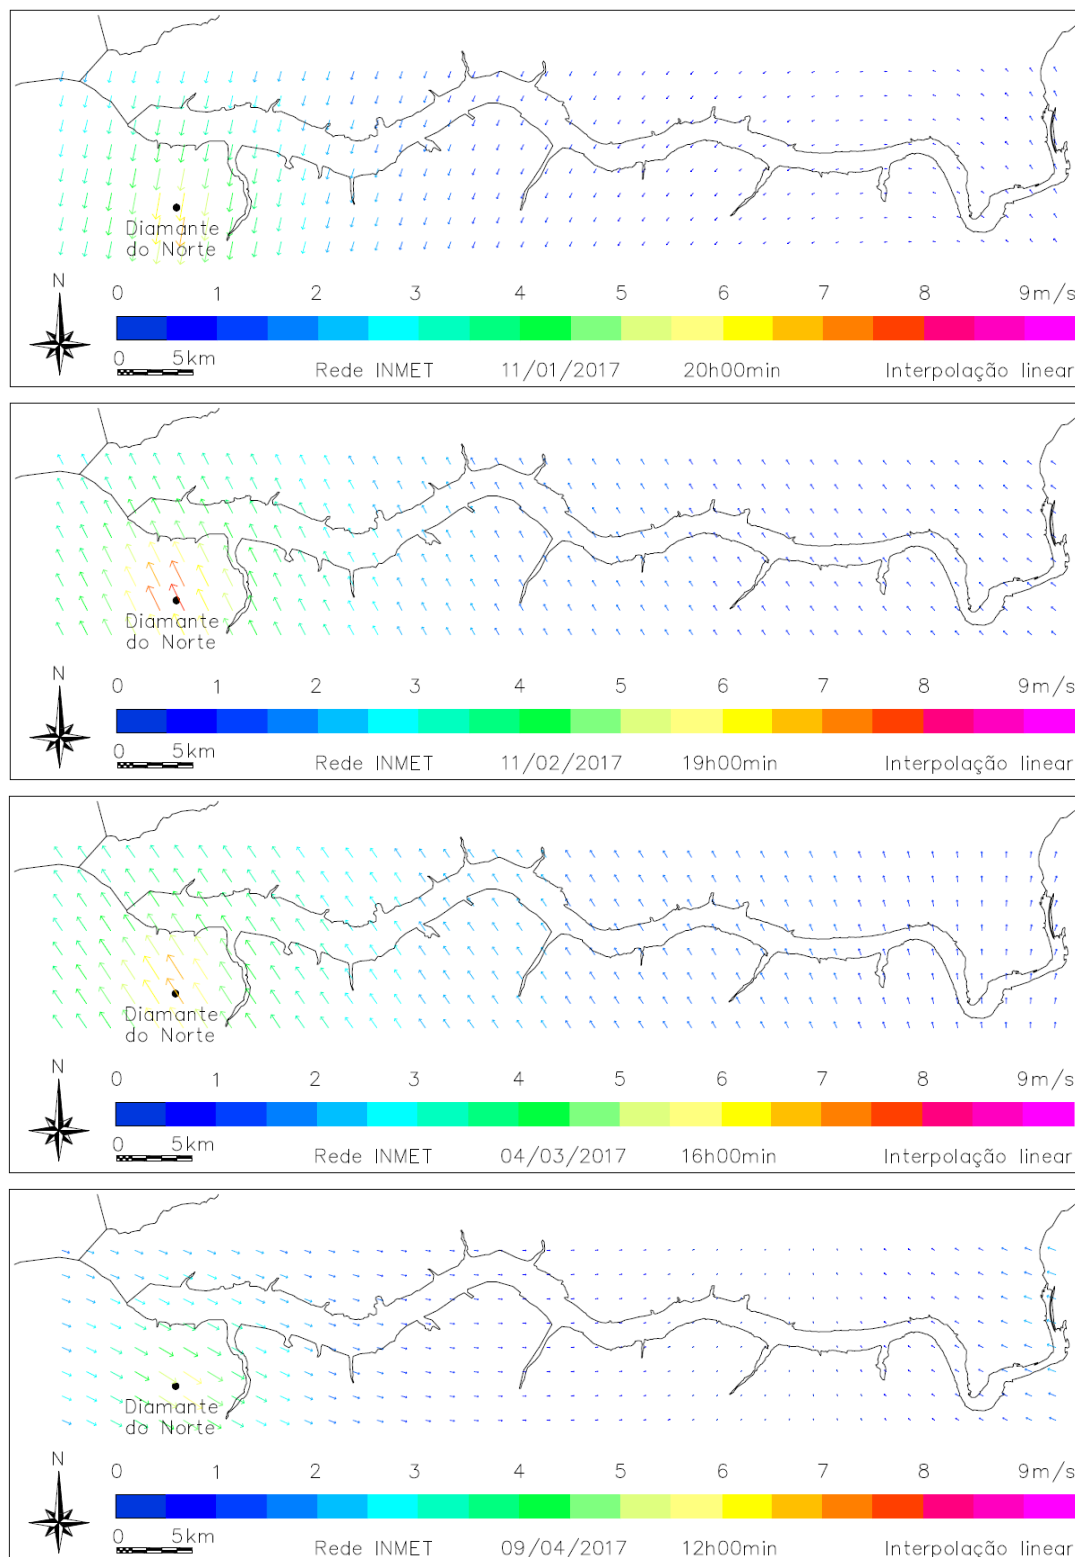 Diamante
do Norte
N
0 1 2 3 4 5 6 7 8 9m/s
0 5km
Rede INMET 11/01/2017 20h00min Interpolação linear
Diamante
do Norte
N
0 1 2 3 4 5 6 7 8 9m/s
0 5km
Rede INMET 11/02/2017 19h00min Interpolação linear
Diamante
do Norte
N
0 1 2 3 4 5 6 7 8 9m/s
0 5km
Rede INMET 04/03/2017 16h00min Interpolação linear
Diamante
do Norte
N
0 1 2 3 4 5 6 7 8 9m/s
0 5km
Rede INMET 09/04/2017 12h00min Interpolação linear